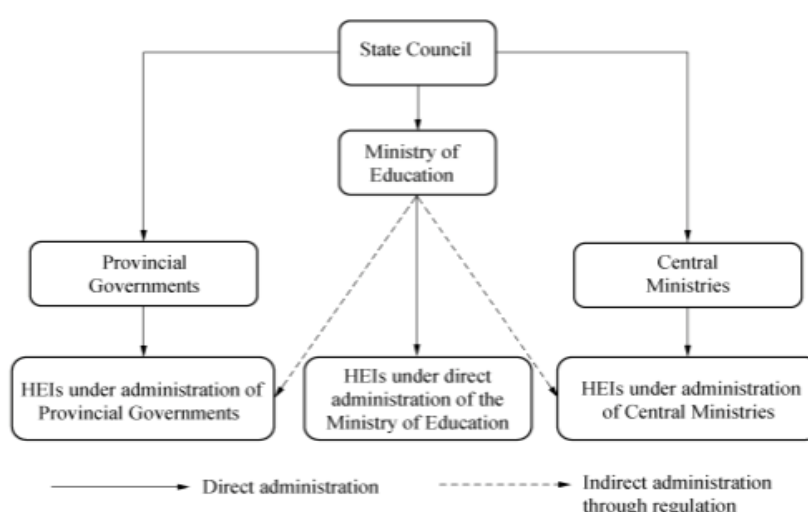 State Council
Ministry of
Education
Provincial
Governments
Central
Ministries
HEIs under administration of
Provincial Governments
HEIs under direct
administration of the
Ministry of Education
HEIs under administration
of Central Ministries
Direct administration
Indirect administration
through regulation